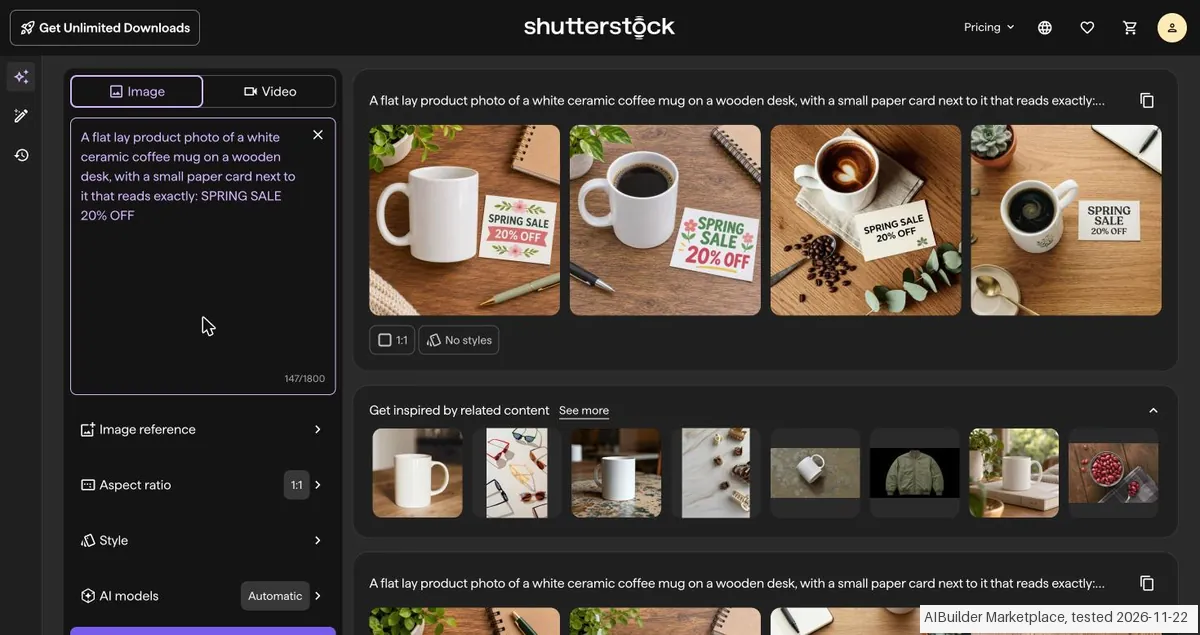 Get Unlimited Downloads
shutterstock
Pricing
Image
Video
A flat lay product photo of a white
ceramic coffee mug on a wooden
desk, with a small paper card next to
it that reads exactly: SPRING SALE
20% OFF
147/1800
Image reference
Aspect ratio
1:1
Style
AI models
Automatic
A flat lay product photo of a white ceramic coffee mug on a wooden desk, with a small paper card next to it that reads exactly:...
SPRING SALE
20% OFF
SPRING
SALE
20% OFF
SPRING SALE
20% OFF
SPRING
SALE
20% OFF
1:1
No styles
Get inspired by related content
See more
A flat lay product photo of a white ceramic coffee mug on a wooden desk, with a small paper card next to it that reads exactly:...
AIBuilder Marketplace, tested 2026-11-22